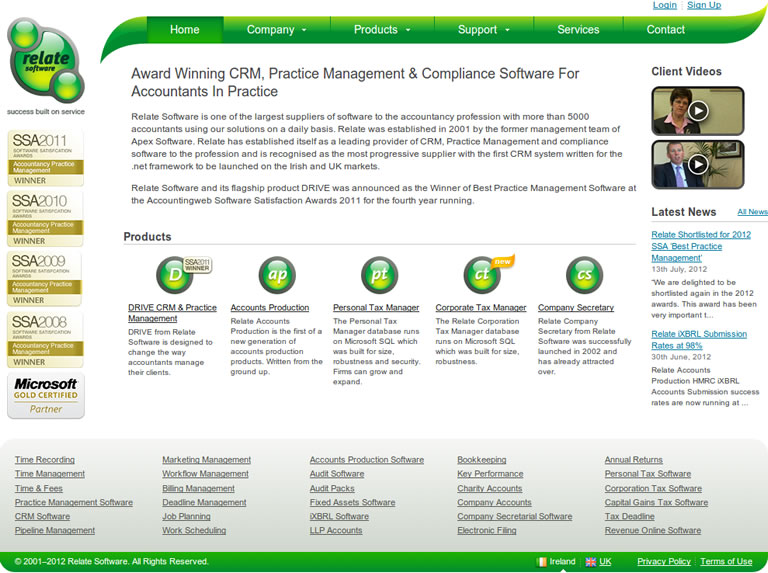 Login | Sign Up
relate
software
success built on service
Home
Company
Products
Support
Services
Contact
SSA2011
SOFTWARE SATISFACTION
AWARDS
Accountancy Practice
Management
WINNER
SSA2010
SOFTWARE SATISFACTION
AWARDS
Accountancy Practice
Management
WINNER
SSA2009
SOFTWARE SATISFACTION
AWARDS
Accountancy Practice
Management
WINNER
SSA2008
SOFTWARE SATISFACTION
AWARDS
Accountancy Practice
Management
WINNER
Microsoft
GOLD CERTIFIED
Partner
Award Winning CRM, Practice Management & Compliance Software For
Accountants In Practice
Relate Software is one of the largest suppliers of software to the accountancy profession with more than 5000
accountants using our solutions on a daily basis. Relate was established in 2001 by the former management team of
Apex Software. Relate has established itself as a leading provider of CRM, Practice Management and compliance
software to the profession and is recognised as the most progressive supplier with the first CRM system written for the
.net framework to be launched on the Irish and UK markets.
Relate Software and its flagship product DRIVE was announced as the Winner of Best Practice Management Software at
the Accountingweb Software Satisfaction Awards 2011 for the fourth year running.
Products
D
SSA2011
WINNER
DRIVE CRM & Practice
Management
DRIVE from Relate
Software is designed to
change the way
accountants manage
their clients.
ap
Accounts Production
Relate Accounts
Production is the first of a
new generation of
accounts production
products. Written from the
ground up.
pt
Personal Tax Manager
The Personal Tax
Manager database runs
on Microsoft SQL which
was built for size,
robustness and security.
Firms can grow and
expand.
ct
new
Corporate Tax Manager
The Relate Corporation
Tax Manager database
runs on Microsoft SQL
which was built for size,
robustness.
cs
Company Secretary
Relate Company
Secretary from Relate
Software was successfully
launched in 2002 and
has already attracted
over.
Client Videos
Latest News
All News
Relate Shortlisted for 2012
SSA 'Best Practice
Management'
13th July, 2012
"We are delighted to be
shortlisted again in the 2012
awards. This award has been
very important t...
Relate iXBRL Submission
Rates at 98%
30th June, 2012
Relate Accounts
Production HMRC iXBRL
Accounts Submission success
rates are now running at ...
Time Recording
Time Management
Time & Fees
Practice Management Software
CRM Software
Pipeline Management
Marketing Management
Workflow Management
Billing Management
Deadline Management
Job Planning
Work Scheduling
Accounts Production Software
Audit Software
Audit Packs
Fixed Assets Software
iXBRL Software
LLP Accounts
Bookkeeping
Key Performance
Charity Accounts
Company Accounts
Company Secretarial Software
Electronic Filing
Annual Returns
Personal Tax Software
Corporation Tax Software
Capital Gains Tax Software
Tax Deadline
Revenue Online Software
© 2001–2012 Relate Software. All Rights Reserved.
Ireland
UK
Privacy Policy | Terms of Use